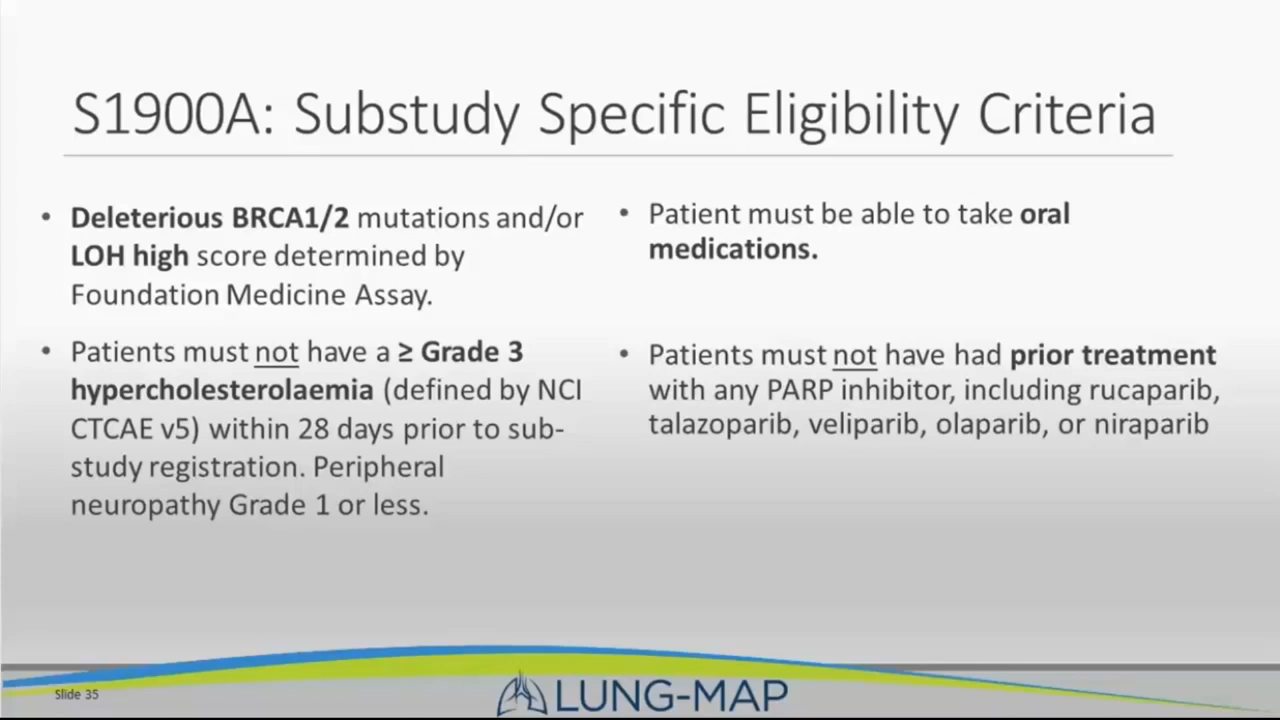 S1900A: Substudy Specific Eligibility Criteria
• Deleterious BRCA1/2 mutations and/or
LOH high score determined by
Foundation Medicine Assay.
• Patients must not have a ≥ Grade 3
hypercholesterolaemia (defined by NCI
CTCAE v5) within 28 days prior to sub-
study registration. Peripheral
neuropathy Grade 1 or less.
• Patient must be able to take oral
medications.
• Patients must not have had prior treatment
with any PARP inhibitor, including rucaparib,
talazoparib, veliparib, olaparib, or niraparib
Slide 35
LUNG-MAP